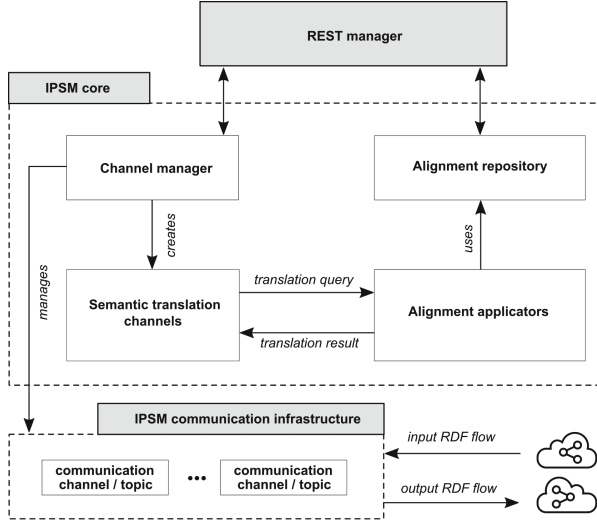 REST manager
IPSM core
Channel manager
Alignment repository
creates
uses
manages
Semantic translation
channels
translation query
translation result
Alignment applicators
IPSM communication infrastructure
communication
channel / topic
•••
communication
channel / topic
input RDF flow
output RDF flow